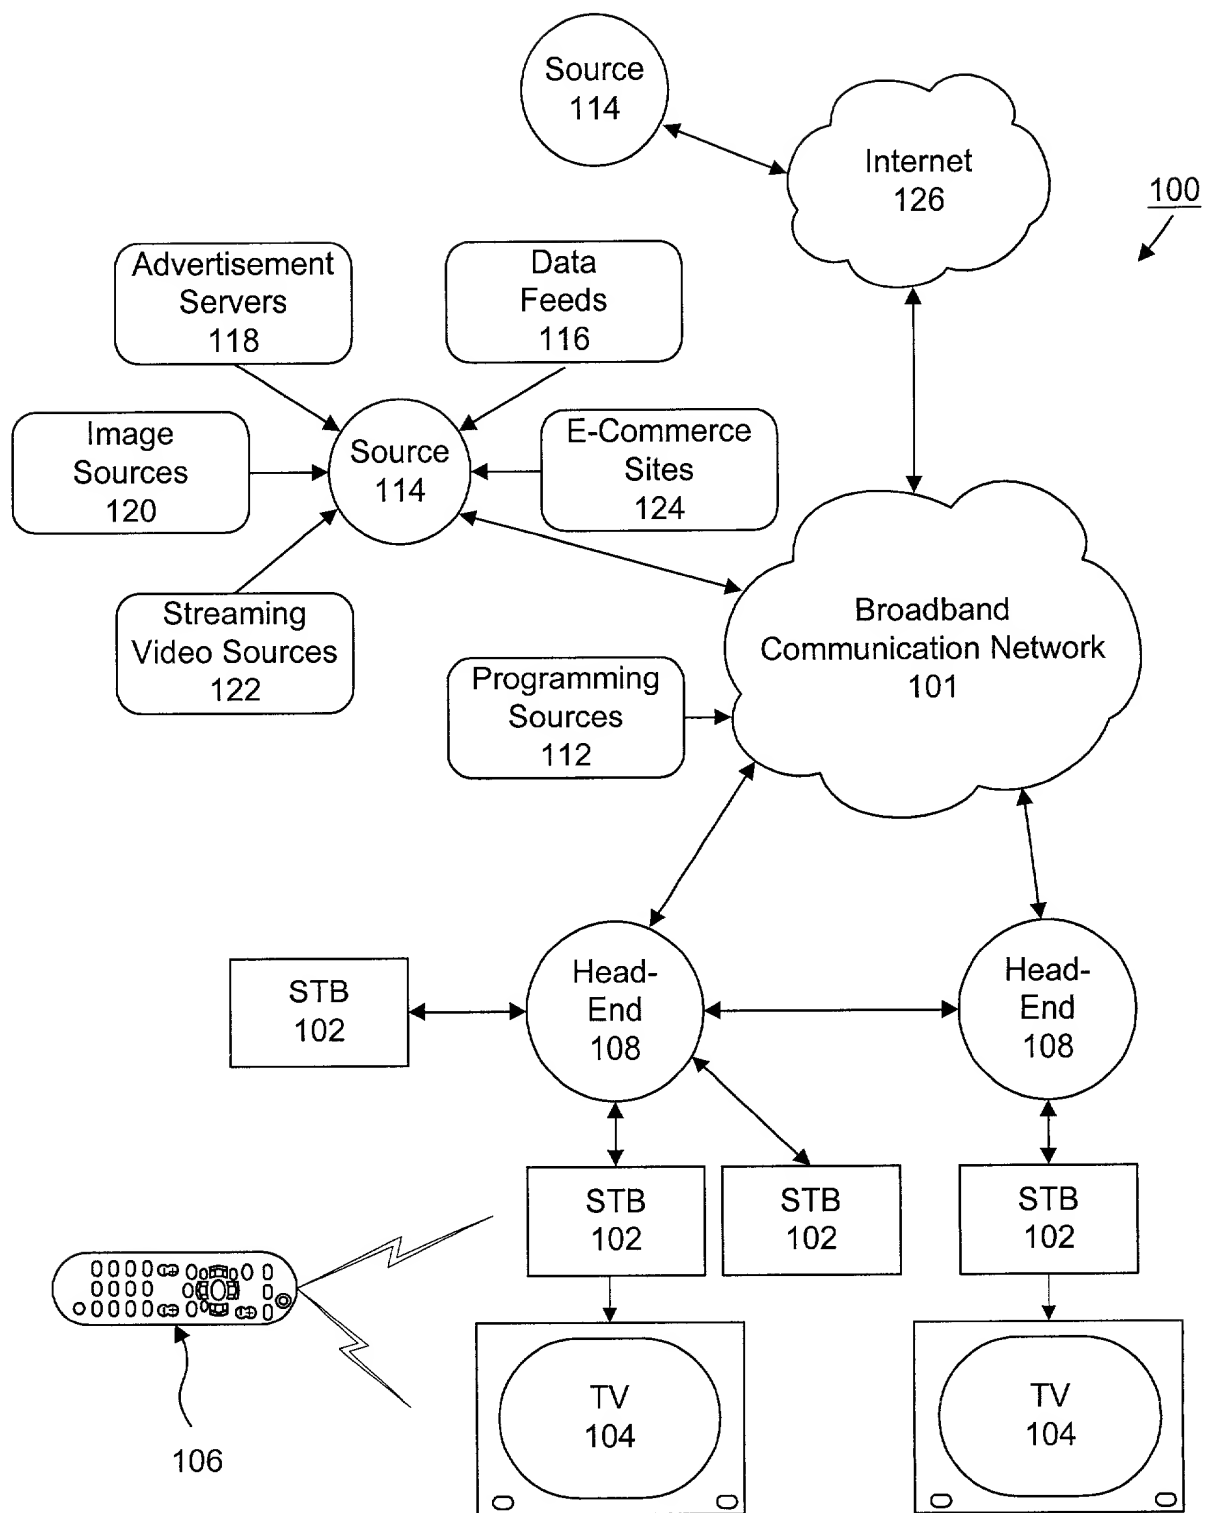 Source
114
Internet
126
100
Advertisement
Servers
118
Data
Feeds
116
Image
Sources
120
Source
114
E-Commerce
Sites
124
Streaming
Video Sources
122
Broadband
Communication Network
101
Programming
Sources
112
STB
102
Head-
End
108
Head-
End
108
STB
102
STB
102
STB
102
TV
104
TV
104
106